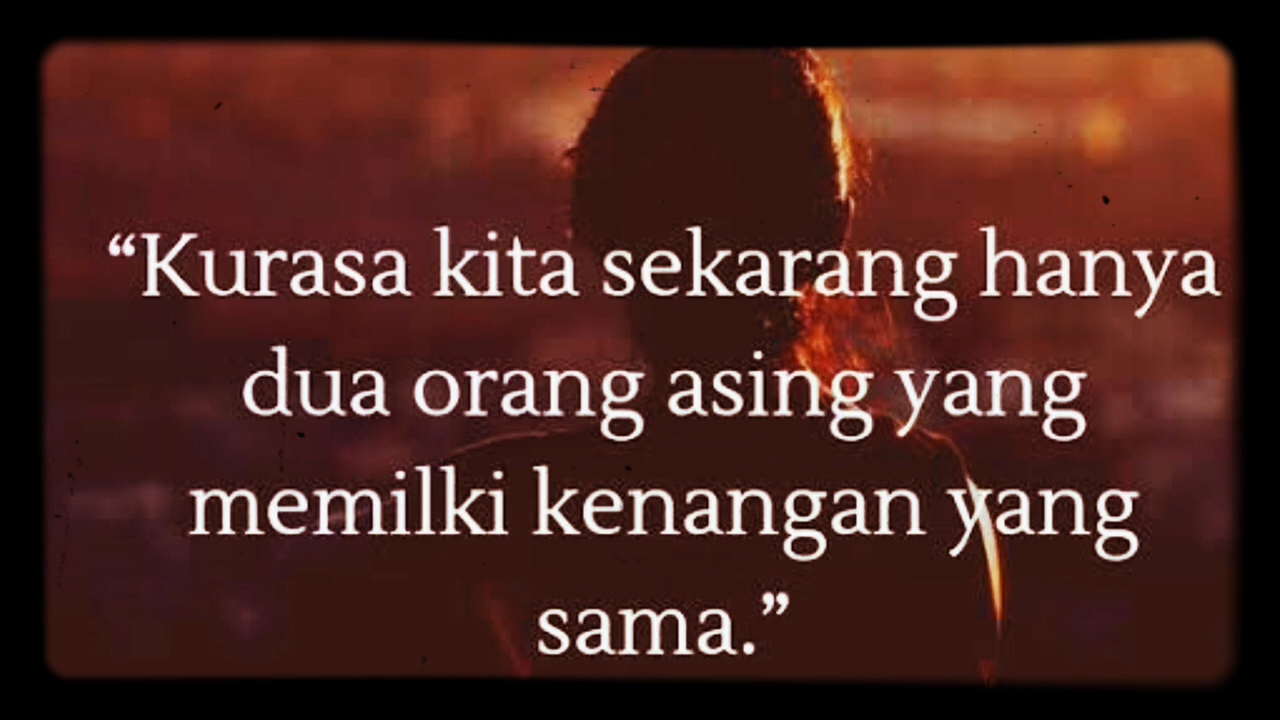 “Kurasa kita sekarang hanya
dua orang asing yang
memilki kenangan yang
sama.”